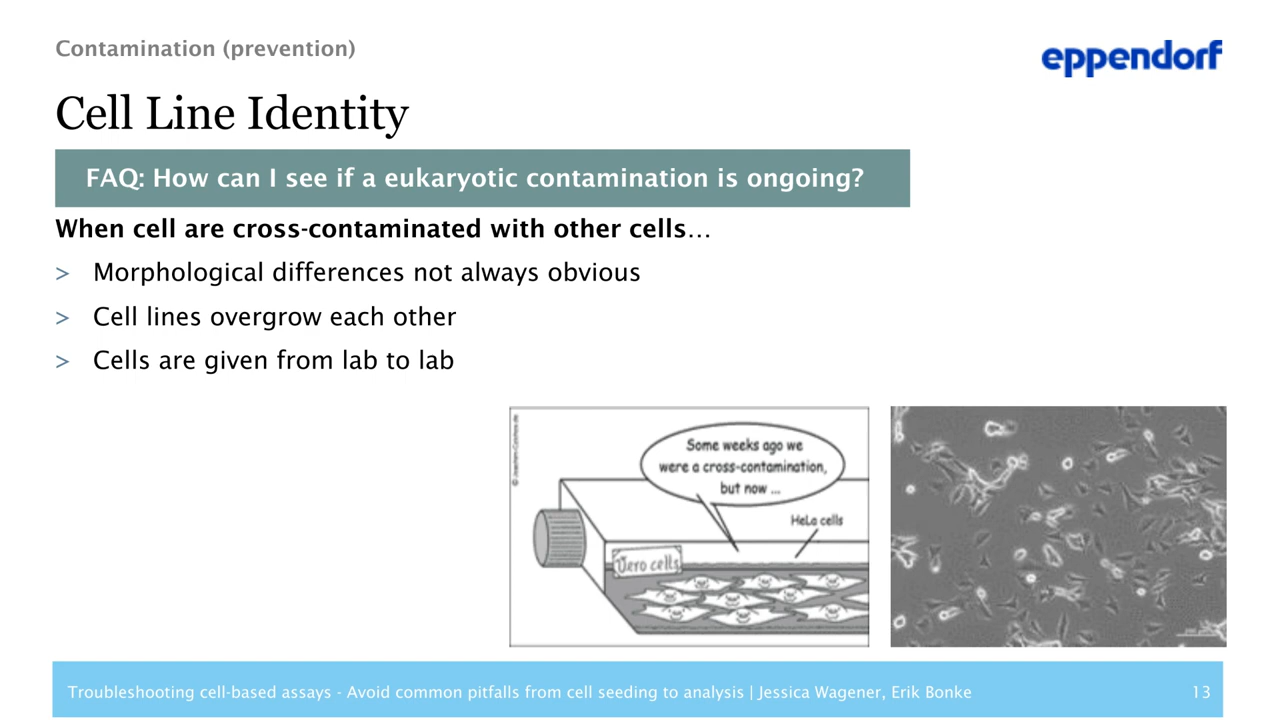 Contamination (prevention)
eppendorf
Cell Line Identity
FAQ: How can I see if a eukaryotic contamination is ongoing?
When cell are cross-contaminated with other cells…
> Morphological differences not always obvious
> Cell lines overgrow each other
> Cells are given from lab to lab
Some weeks ago we
were a cross-contamination,
but now ...
HeLa cells
Vero cells
Troubleshooting cell-based assays - Avoid common pitfalls from cell seeding to analysis | Jessica Wagener, Erik Bonke
13